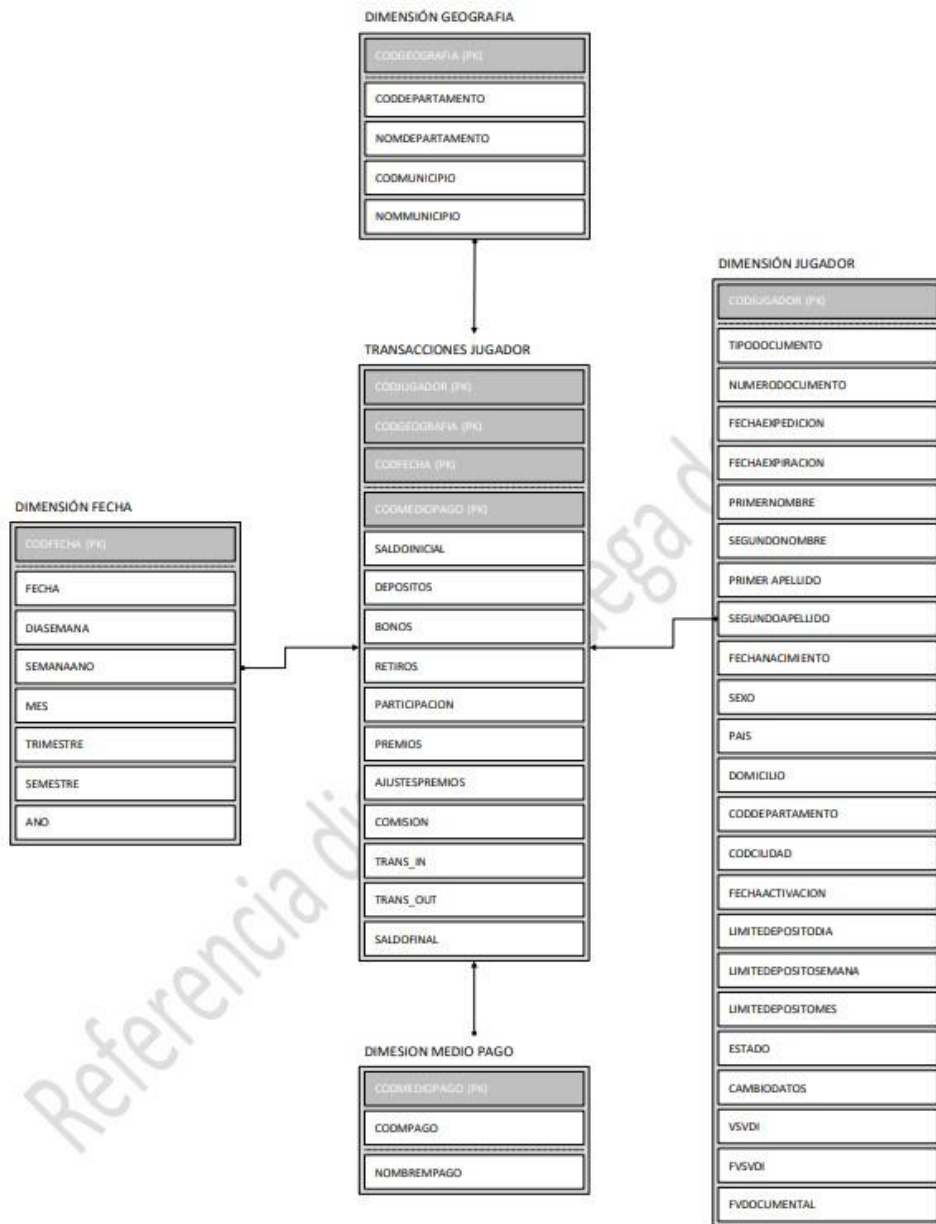 DIMENSIÓN GEOGRAFIA
CODGEOGRAFIA (PK)
CODDEPARTAMENTO
NOMDEPARTAMENTO
CODMUNICIPIO
NOMMUNICIPIO
DIMENSIÓN JUGADOR
CODJUGADOR (PK)
TIPODOCUMENTO
NUMERODOCUMENTO
FECHAEXPEDICION
FECHAEXPIRACION
PRIMERNOMBRE
SEGUNDONOMBRE
PRIMER APELLIDO
SEGUNDOAPELLIDO
FECHANACIMIENTO
SEXO
PAIS
DOMICILIO
CODDEPARTAMENTO
CODCIUDAD
FECHAACTIVACION
LIMITEDEPOSITODIA
LIMITEDEPOSITOSEMANA
LIMITEDEPOSITOMES
ESTADO
CAMBIODATOS
VSVDI
FVSVDI
FVDOCUMENTAL
TRANSACCIONES JUGADOR
CODJUGADOR (PK)
CODGEOGRAFIA (PK)
CODFECHA (PK)
CODMEDIOPAGO (PK)
SALDOINICIAL
DEPOSITOS
BONOS
RETIROS
PARTICIPACION
PREMIOS
AJUSTESPREMIOS
COMISION
TRANS_IN
TRANS_OUT
SALDOFINAL
DIMENSIÓN FECHA
CODFECHA (PK)
FECHA
DIASEMANA
SEMANAANO
MES
TRIMESTRE
SEMESTRE
ANO
DIMESION MEDIO PAGO
CODMEDIOPAGO (PK)
CODMPAGO
NOMBREMPAGO
Referencia